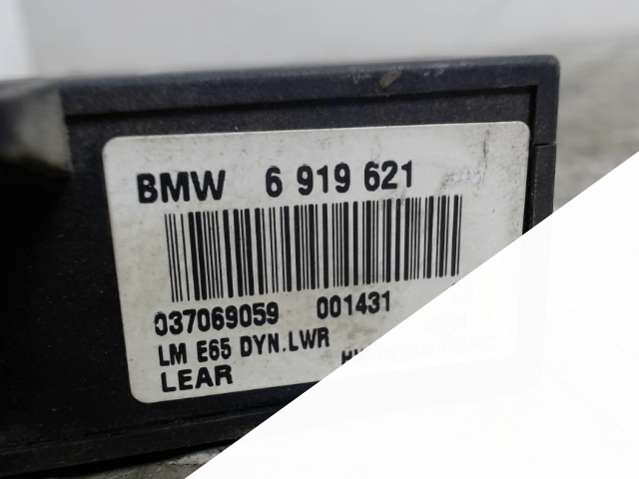 BMW 6 919 621
037069059 001431
LM E65 DYN.LWR
LEAR